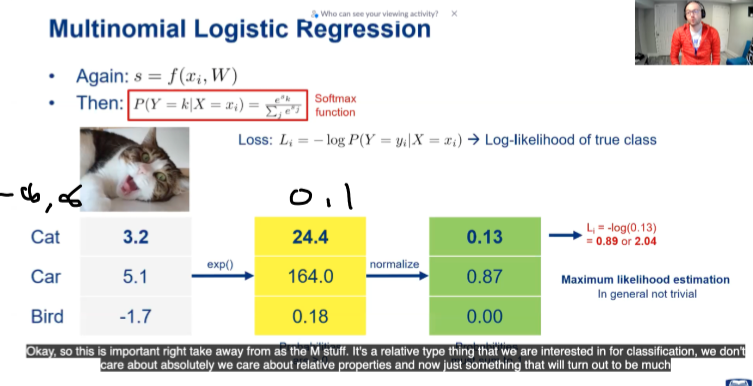 Who can see your viewing activity? ×
Multinomial Logistic Regression
• Again: s = f(x_i, W)
• Then: P(Y = k|X = x_i) = e^{s_k} / Σ_j e^{s_j} Softmax function
Loss: L_i = − log P(Y = y_i|X = x_i) → Log-likelihood of true class
-∞, ∞
0, 1
Cat 3.2 24.4 0.13 L_i = -log(0.13)
= 0.89 or 2.04
exp() normalize
Car 5.1 164.0 0.87 Maximum likelihood estimation
In general not trivial
Bird -1.7 0.18 0.00
Okay, so this is important right take away from as the M stuff. It's a relative type thing that we are interested in for classification, we don't
care about absolutely we care about relative properties and now just something that will turn out to be much